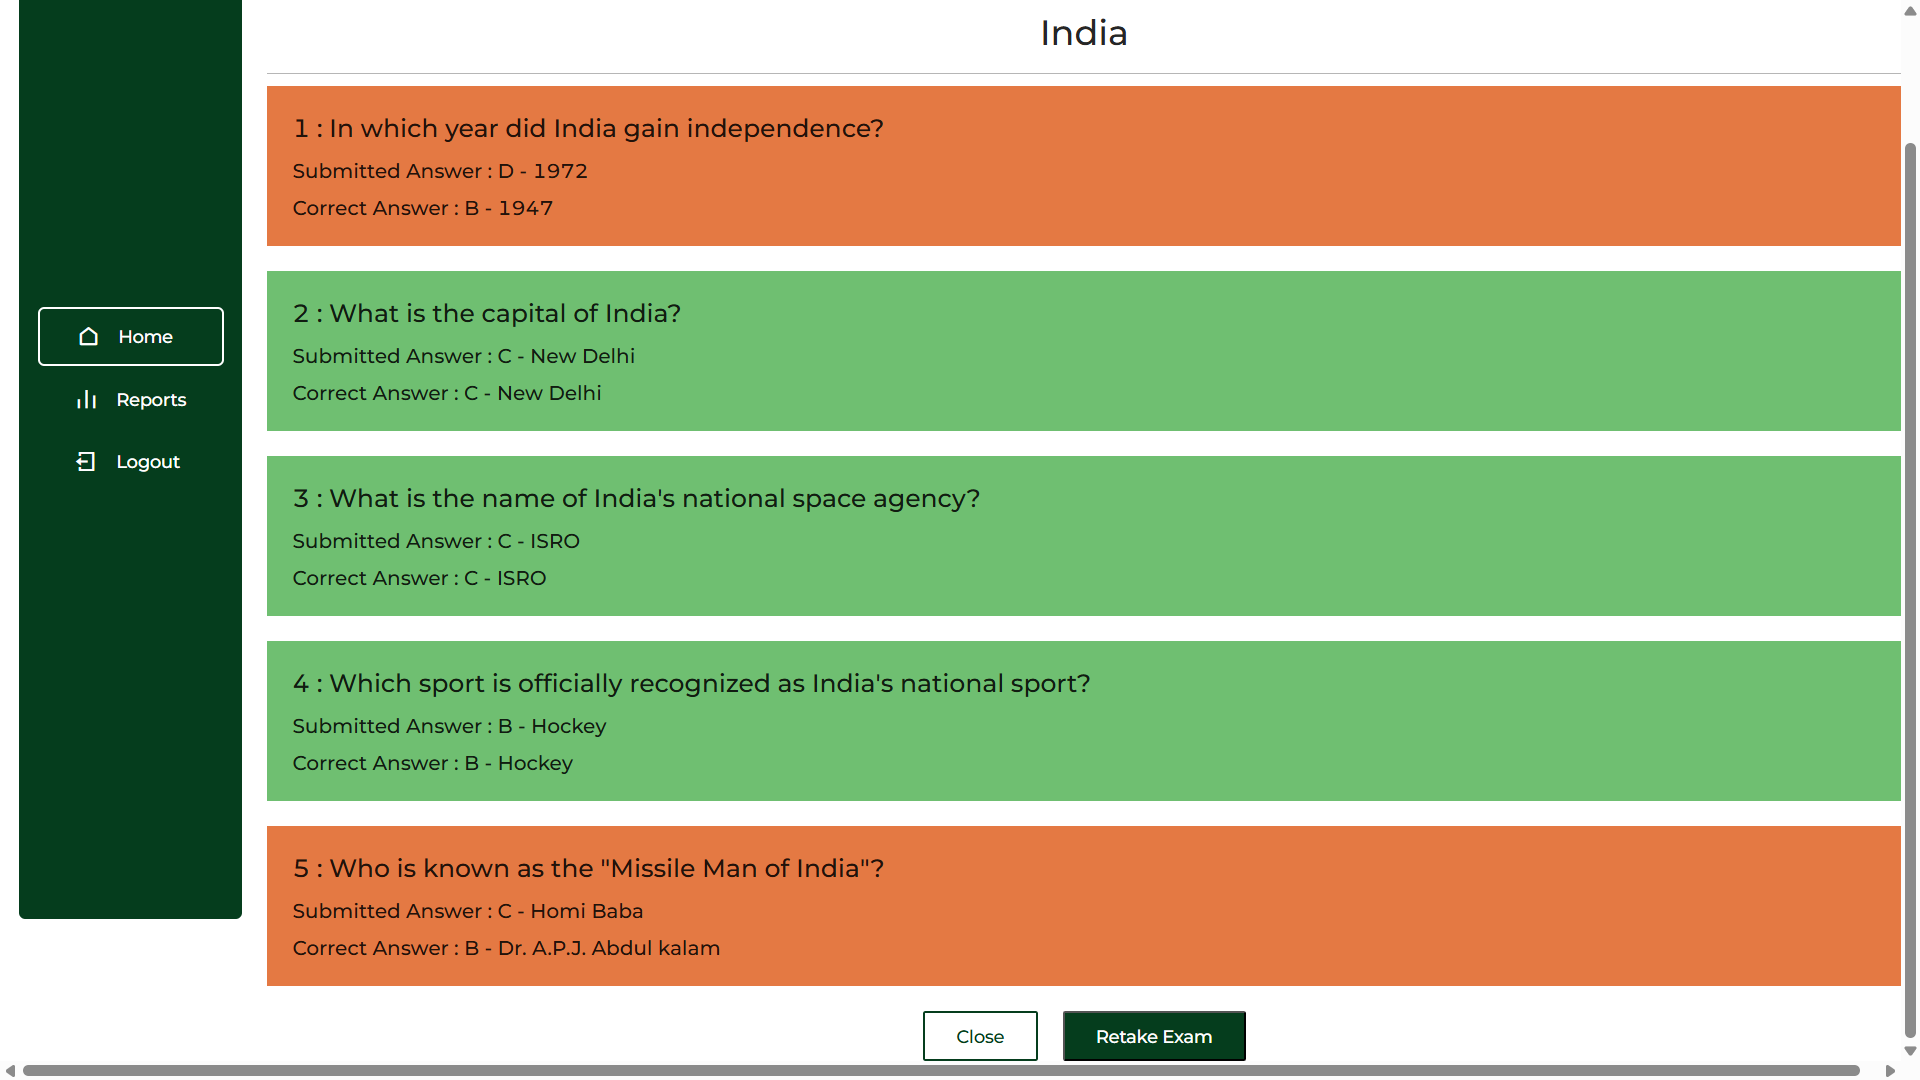 India
1 : In which year did India gain independence?
Submitted Answer : D - 1972
Correct Answer : B - 1947
2 : What is the capital of India?
Submitted Answer : C - New Delhi
Correct Answer : C - New Delhi
3 : What is the name of India's national space agency?
Submitted Answer : C - ISRO
Correct Answer : C - ISRO
4 : Which sport is officially recognized as India's national sport?
Submitted Answer : B - Hockey
Correct Answer : B - Hockey
5 : Who is known as the "Missile Man of India"?
Submitted Answer : C - Homi Baba
Correct Answer : B - Dr. A.P.J. Abdul kalam
Home
Reports
Logout
Close
Retake Exam